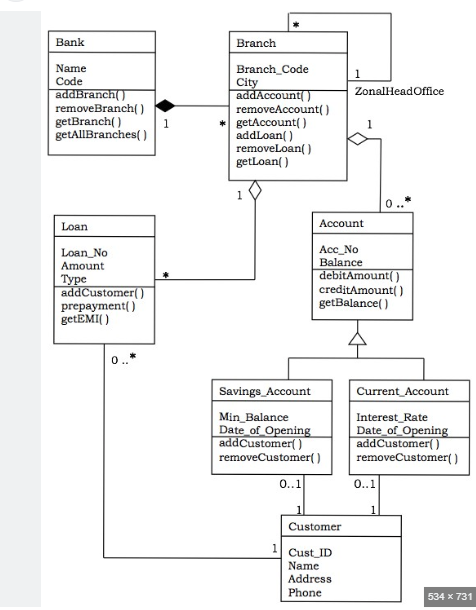 Bank
Name
Code
addBranch( )
removeBranch( )
getBranch( )
getAllBranches( )
1
*
*
1
ZonalHeadOffice
Branch
Branch_Code
City
addAccount( )
removeAccount( )
getAccount( )
addLoan( )
removeLoan( )
getLoan( )
1
0 ..*
1
*
Loan
Loan_No
Amount
Type
addCustomer( )
prepayment( )
getEMI( )
0 ..*
Account
Acc_No
Balance
debitAmount( )
creditAmount( )
getBalance( )
Savings_Account
Min_Balance
Date_of_Opening
addCustomer( )
removeCustomer( )
Current_Account
Interest_Rate
Date_of_Opening
addCustomer( )
removeCustomer( )
0..1
0..1
1
1
1
Customer
Cust_ID
Name
Address
Phone
534 × 731